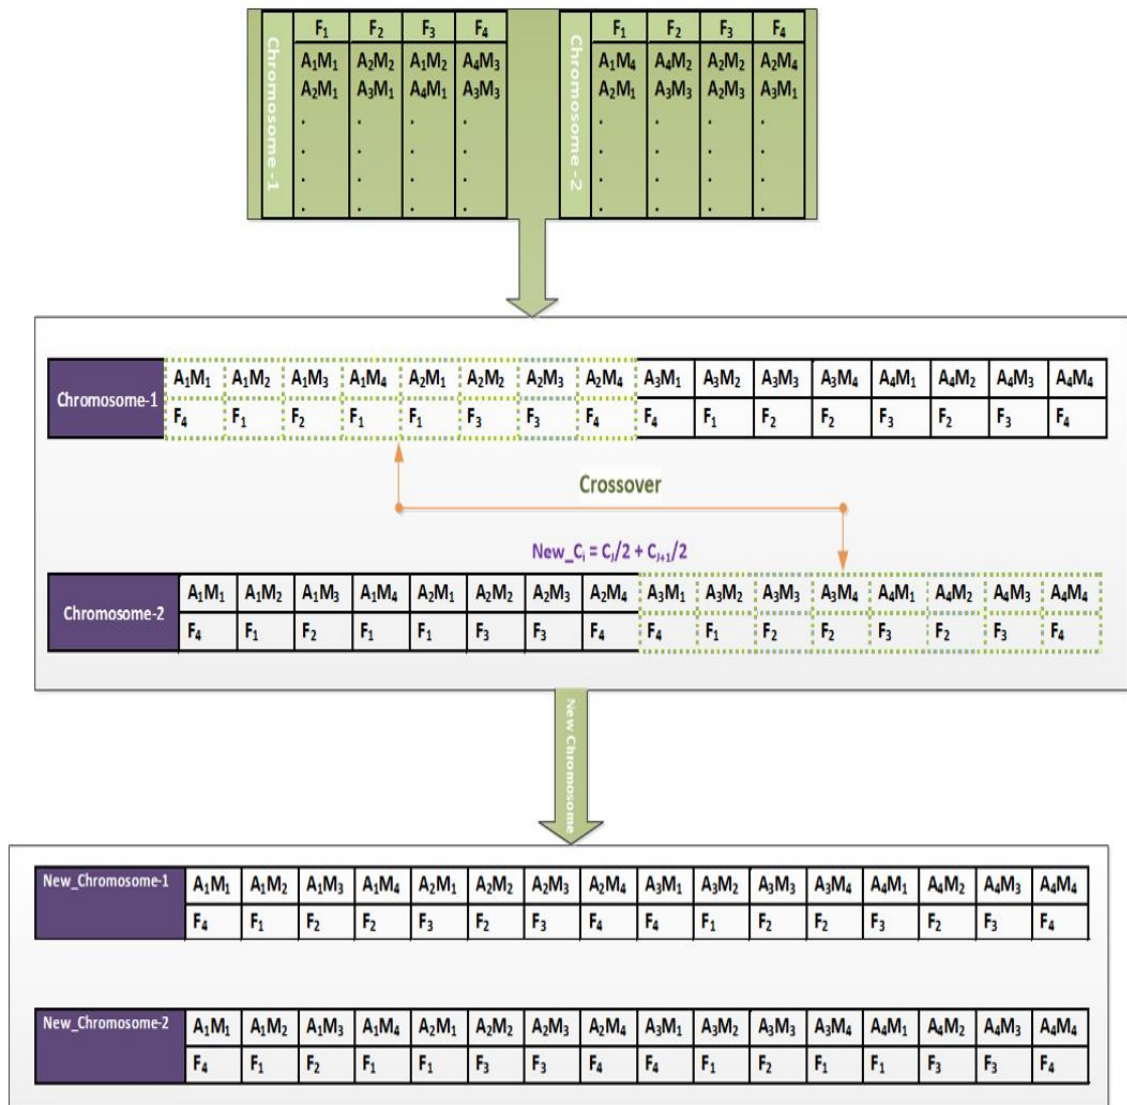 Chromosome -1
F₁ F₂ F₃ F₄
A₁M₁ A₂M₂ A₁M₂ A₄M₃
A₂M₁ A₃M₁ A₄M₁ A₃M₃
. . . .
. . . .
. . . .
. . . .
Chromosome -2
F₁ F₂ F₃ F₄
A₁M₄ A₄M₂ A₂M₂ A₂M₄
A₂M₁ A₃M₃ A₂M₃ A₃M₁
. . . .
. . . .
. . . .
. . . .
Chromosome-1
A₁M₁ A₁M₂ A₁M₃ A₁M₄ A₂M₁ A₂M₂ A₂M₃ A₂M₄ A₃M₁ A₃M₂ A₃M₃ A₃M₄ A₄M₁ A₄M₂ A₄M₃ A₄M₄
F₄ F₁ F₂ F₁ F₁ F₃ F₃ F₄ F₄ F₁ F₂ F₂ F₃ F₂ F₃ F₄
Crossover
New_Cᵢ = Cⱼ/2 + Cⱼ₊₁/2
Chromosome-2
A₁M₁ A₁M₂ A₁M₃ A₁M₄ A₂M₁ A₂M₂ A₂M₃ A₂M₄ A₃M₁ A₃M₂ A₃M₃ A₃M₄ A₄M₁ A₄M₂ A₄M₃ A₄M₄
F₄ F₁ F₂ F₁ F₁ F₃ F₃ F₄ F₄ F₁ F₂ F₂ F₃ F₂ F₃ F₄
New Chromosome
New_Chromosome-1
A₁M₁ A₁M₂ A₁M₃ A₁M₄ A₂M₁ A₂M₂ A₂M₃ A₂M₄ A₃M₁ A₃M₂ A₃M₃ A₃M₄ A₄M₁ A₄M₂ A₄M₃ A₄M₄
F₄ F₁ F₂ F₂ F₃ F₂ F₃ F₄ F₄ F₁ F₂ F₂ F₃ F₂ F₃ F₄
New_Chromosome-2
A₁M₁ A₁M₂ A₁M₃ A₁M₄ A₂M₁ A₂M₂ A₂M₃ A₂M₄ A₃M₁ A₃M₂ A₃M₃ A₃M₄ A₄M₁ A₄M₂ A₄M₃ A₄M₄
F₄ F₁ F₂ F₁ F₁ F₃ F₃ F₄ F₄ F₁ F₂ F₁ F₁ F₃ F₃ F₄